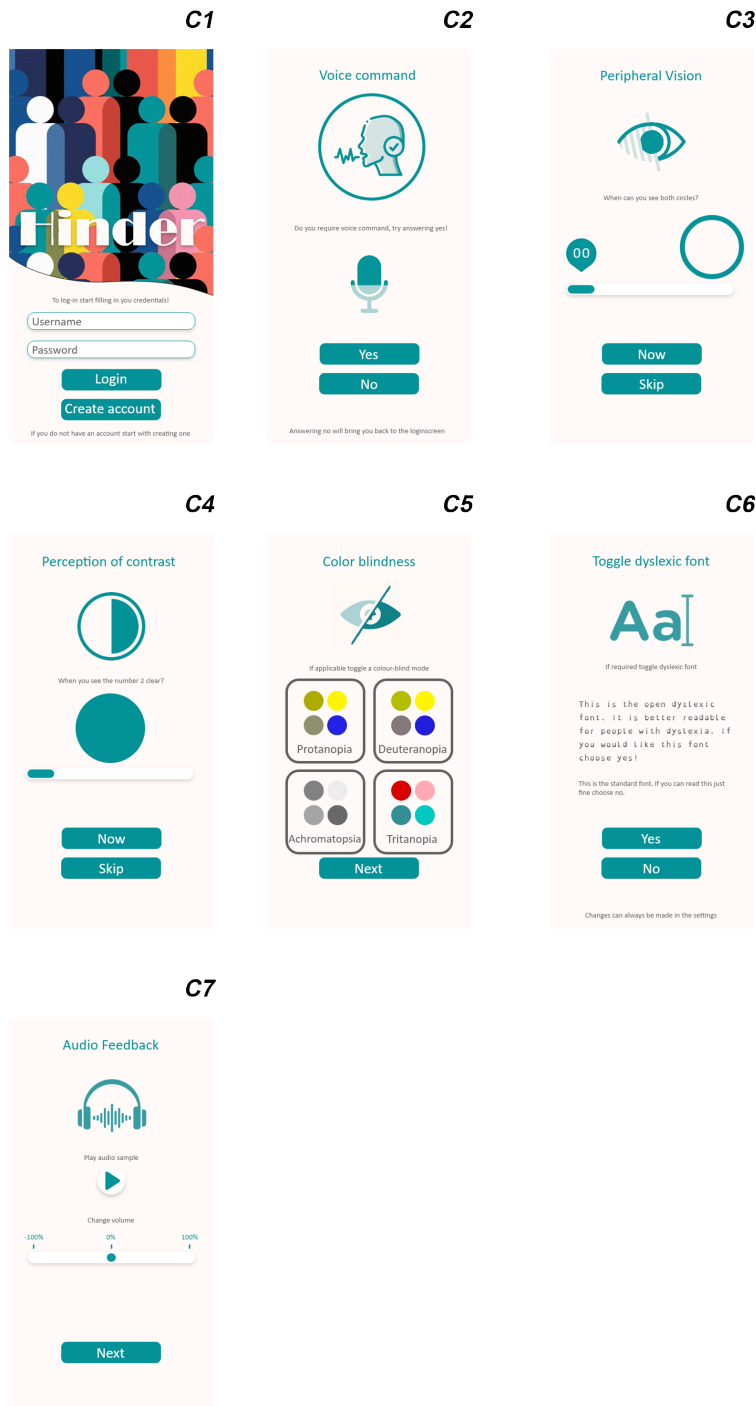 C1
Hinder
To log-in start filling in you credentials!
Username
Password
Login
Create account
If you do not have an account start with creating one
C2
Voice command
Do you require voice command, try answering yes!
Yes
No
Answering no will bring you back to the loginscreen
C3
Peripheral Vision
When can you see both circles?
00
Now
Skip
C4
Perception of contrast
When you see the number 2 clear?
Now
Skip
C5
Color blindness
If applicable toggle a colour-blind mode
Protanopia
Deuteranopia
Achromatopsia
Tritanopia
Next
C6
Toggle dyslexic font
Aa
If required toggle dyslexic font
This is the open dyslexic
font, it is better readable
for people with dyslexia. if
you would like this font
choose yes!
This is the standard font. If you can read this just
fine choose no.
Yes
No
Changes can always be made in the settings
C7
Audio Feedback
Play audio sample
Change volume
-100% 0% 100%
Next